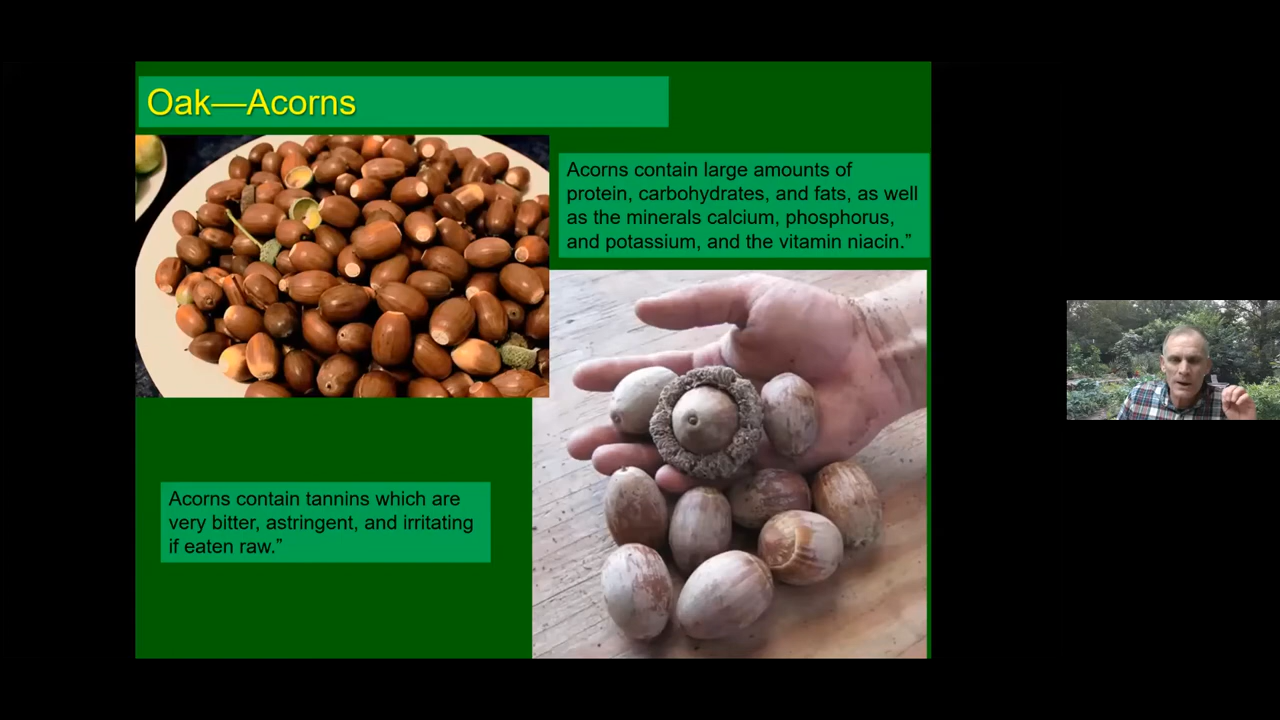 Oak—Acorns
Acorns contain large amounts of
protein, carbohydrates, and fats, as well
as the minerals calcium, phosphorus,
and potassium, and the vitamin niacin.”
Acorns contain tannins which are
very bitter, astringent, and irritating
if eaten raw.”